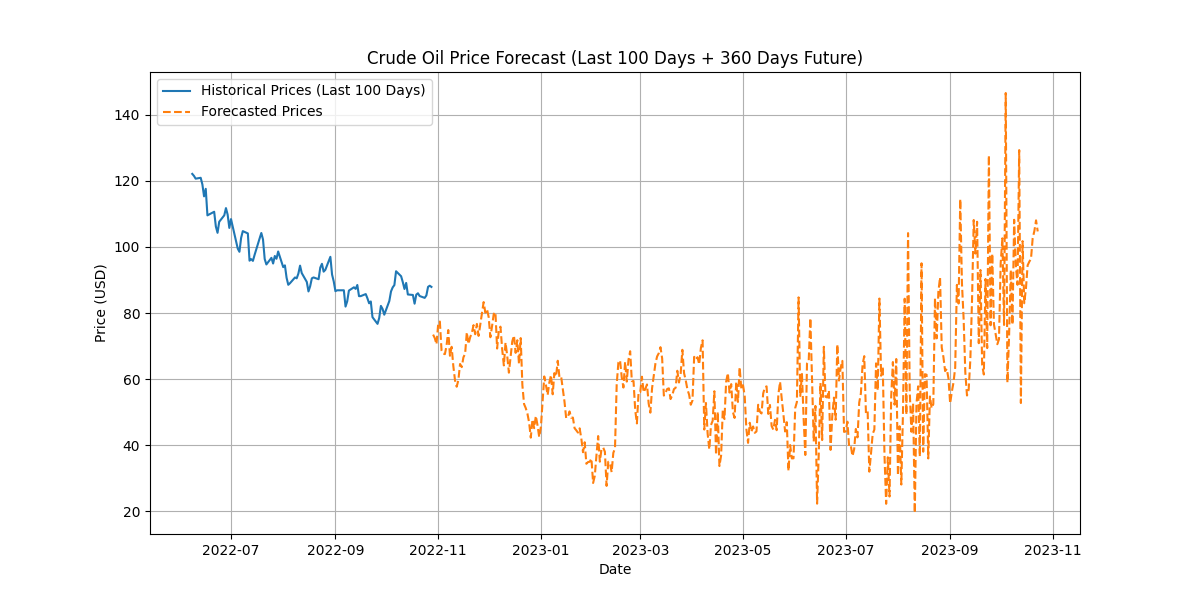 Crude Oil Price Forecast (Last 100 Days + 360 Days Future)
Historical Prices (Last 100 Days)
Forecasted Prices
Price (USD)
140
120
100
80
60
40
20
2022-07 2022-09 2022-11 2023-01 2023-03 2023-05 2023-07 2023-09 2023-11
Date